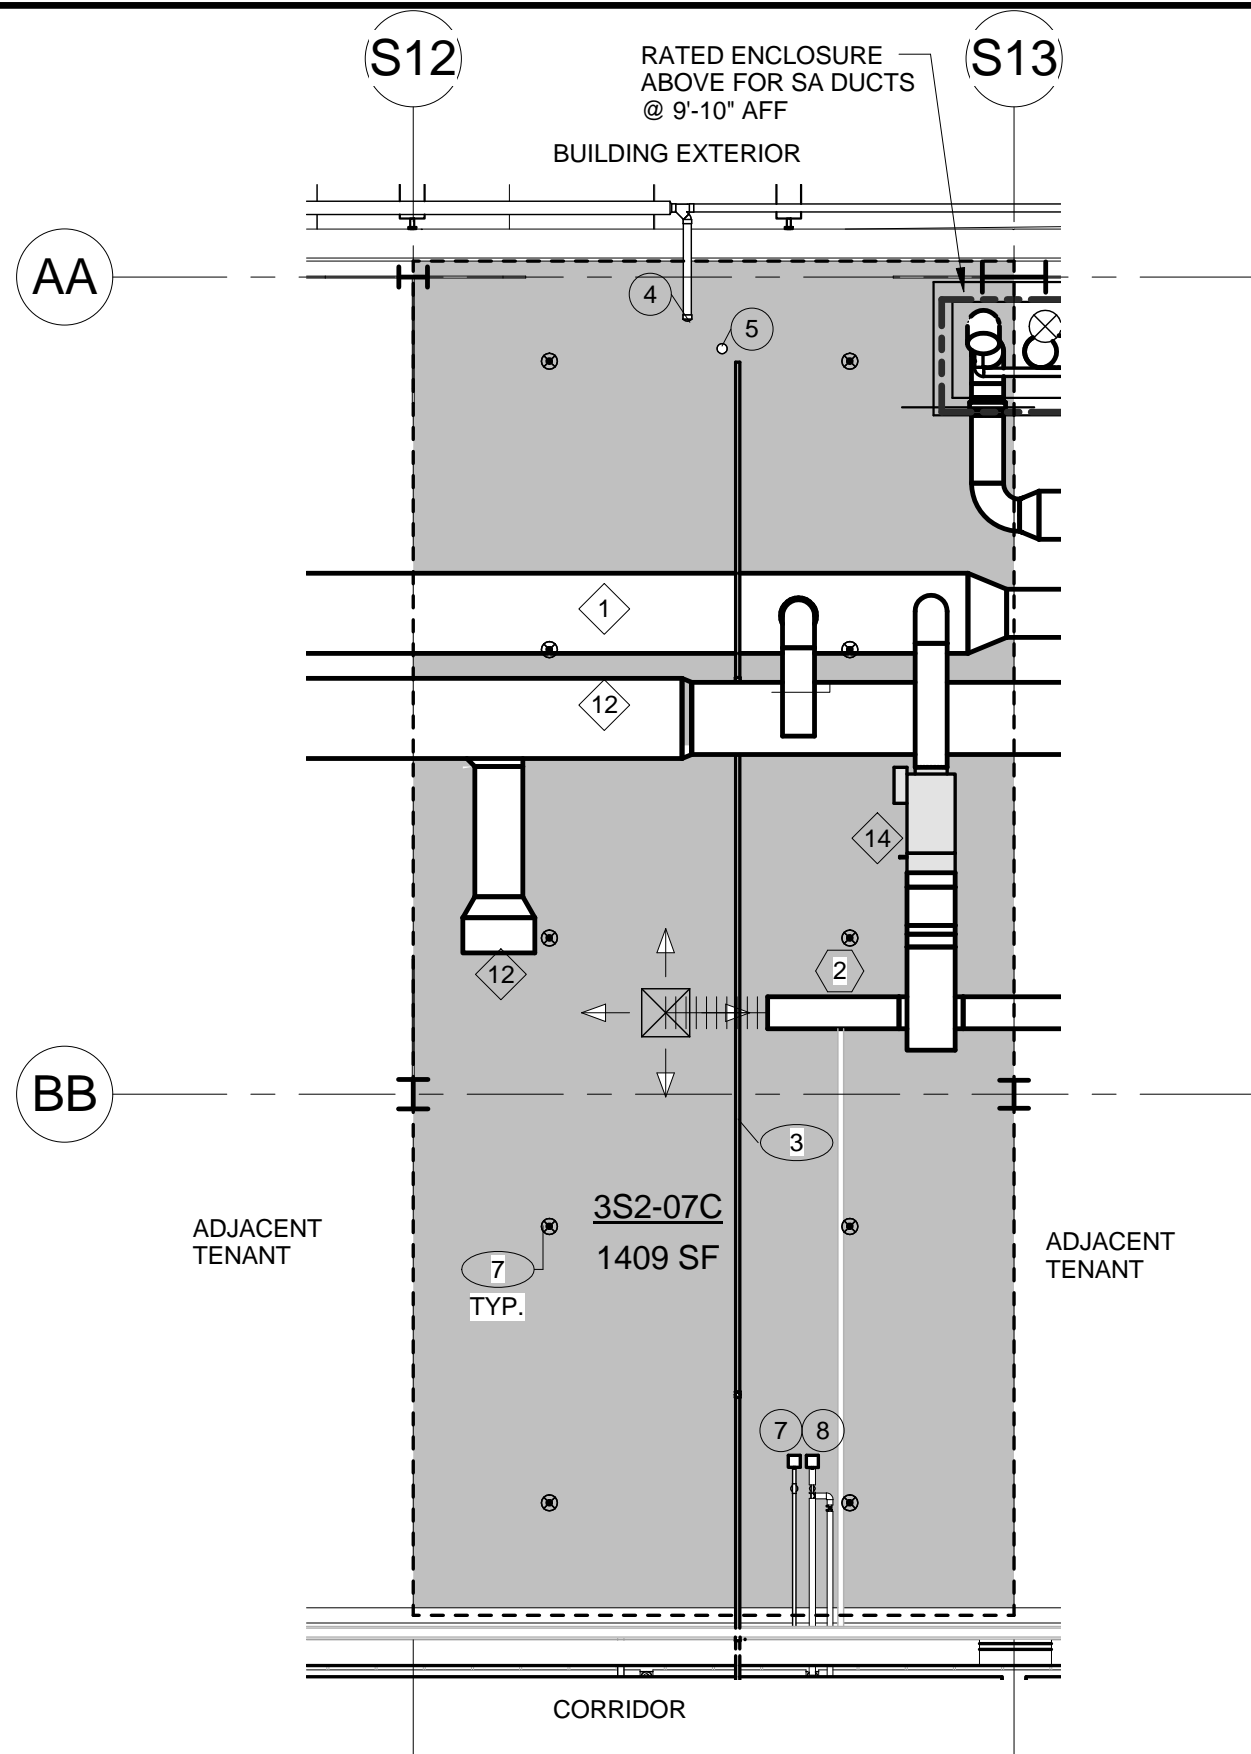 S12
RATED ENCLOSURE
ABOVE FOR SA DUCTS
@ 9'-10" AFF
S13
BUILDING EXTERIOR
AA
4
5
1
12
14
12
2
BB
3
3S2-07C
1409 SF
ADJACENT
TENANT
ADJACENT
TENANT
7
TYP.
7
8
CORRIDOR